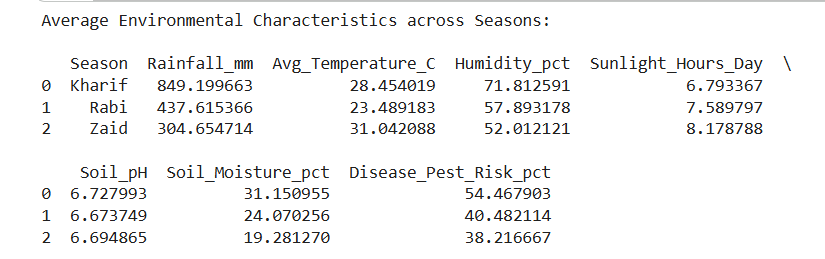 Average Environmental Characteristics across Seasons:
Season Rainfall_mm Avg_Temperature_C Humidity_pct Sunlight_Hours_Day \
0 Kharif 849.199663 28.454019 71.812591 6.793367
1 Rabi 437.615366 23.489183 57.893178 7.589797
2 Zaid 304.654714 31.042088 52.012121 8.178788
Soil_pH Soil_Moisture_pct Disease_Pest_Risk_pct
0 6.727993 31.150955 54.467903
1 6.673749 24.070256 40.482114
2 6.694865 19.281270 38.216667